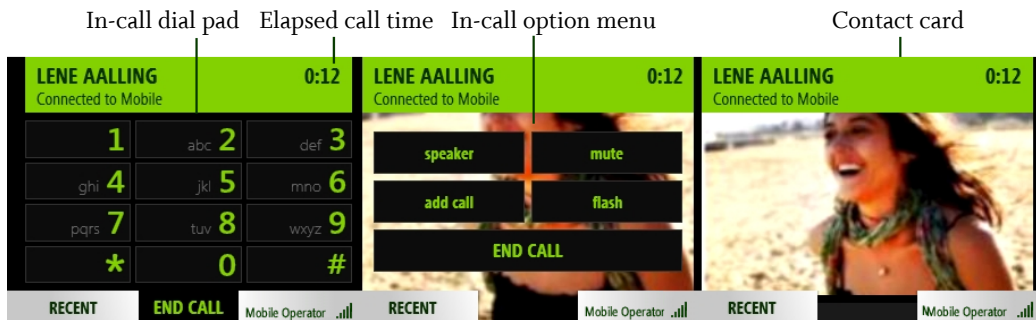 In-call dial pad Elapsed call time In-call option menu Contact card
LENE AALLING 0:12
Connected to Mobile
1 abc 2 def 3
ghi 4 jkl 5 mno 6
pqrs 7 tuv 8 wxyz 9
* 0 #
RECENT END CALL Mobile Operator
LENE AALLING 0:12
Connected to Mobile
speaker mute
add call flash
END CALL
RECENT Mobile Operator
LENE AALLING 0:12
Connected to Mobile
RECENT Mobile Operator